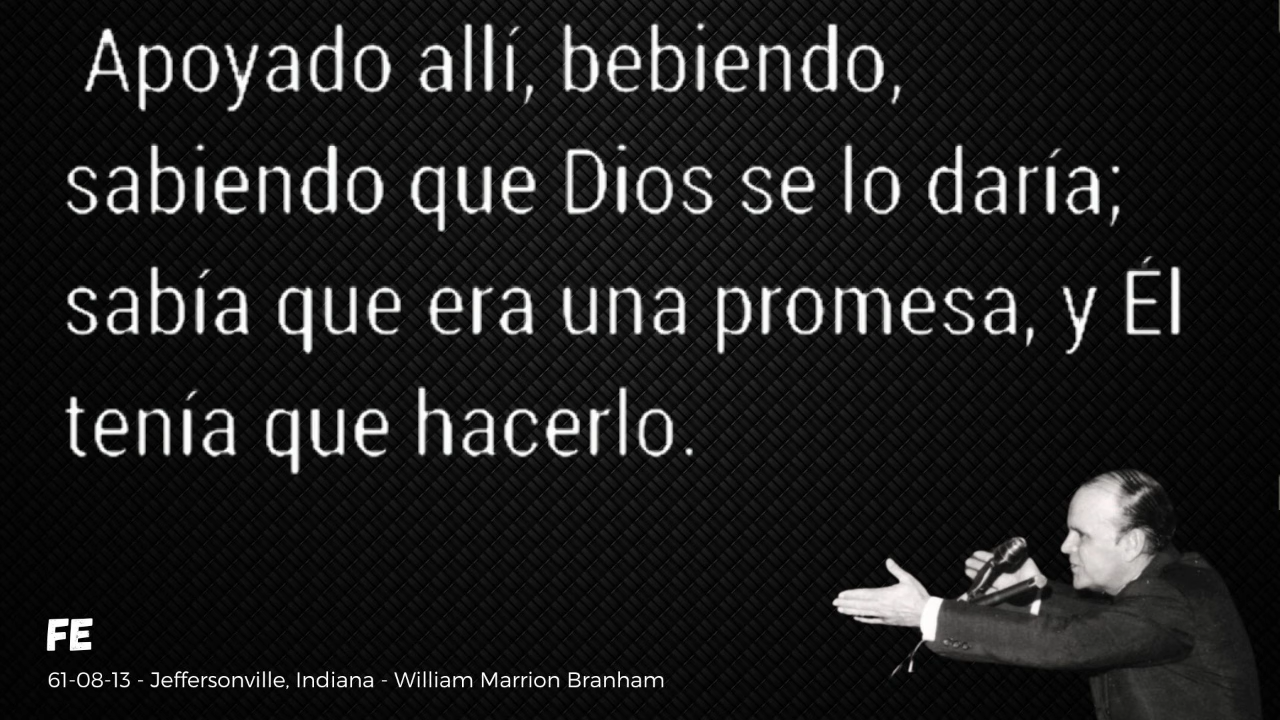 Apoyado allí, bebiendo,
sabiendo que Dios se lo daría;
sabía que era una promesa, y Él
tenía que hacerlo.
FE
61-08-13 - Jeffersonville, Indiana - William Marrion Branham